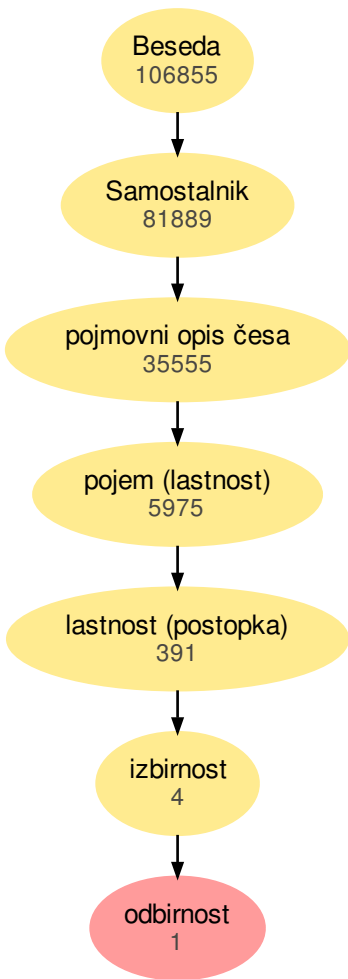 Beseda
106855
Samostalnik
81889
pojmovni opis česa
35555
pojem (lastnost)
5975
lastnost (postopka)
391
izbirnost
4
odbirnost
1